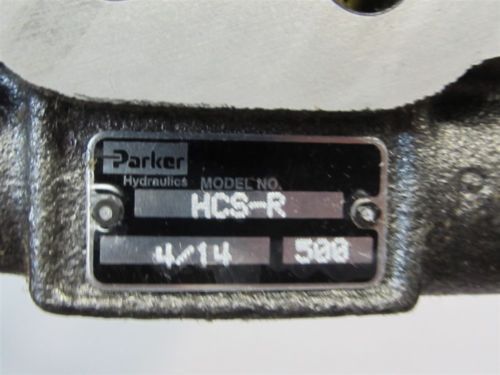 Parker
Hydraulics MODEL NO.
HCS-R
4/14 500